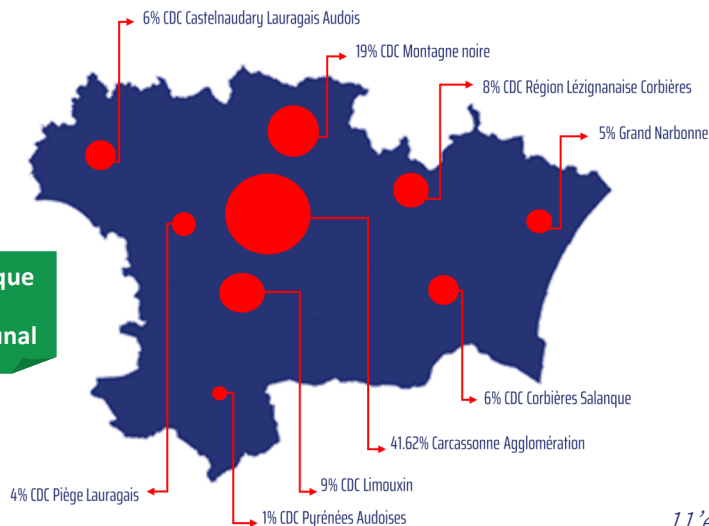 6% CDC Castelnaudary Lauragais Audois
19% CDC Montagne noire
8% CDC Région Lézignanaise Corbières
5% Grand Narbonne
que
unal
6% CDC Corbières Salanque
41.62% Carcassonne Agglomération
4% CDC Piège Lauragais
9% CDC Limouxin
1% CDC Pyrénées Audoises